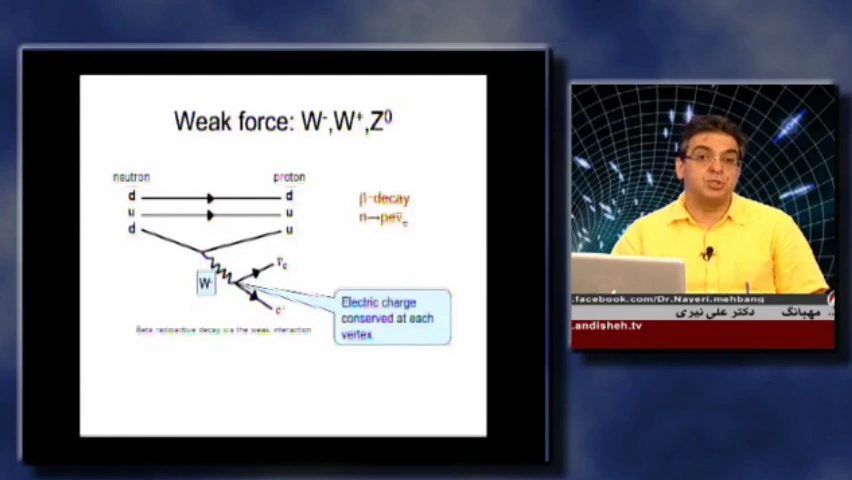 Weak force: W⁻,W⁺,Z⁰
neutron proton
d d
u u
d u
β⁻decay
n→pev̅ₑ
v̅ₑ
W⁻
e⁻
Electric charge
conserved at each
vertex
Beta radioactive decay via the weak interaction
.facebook.com/Dr.Nayeri.mehbang
مهبانگ دکتر علی نیری
.andisheh.tv